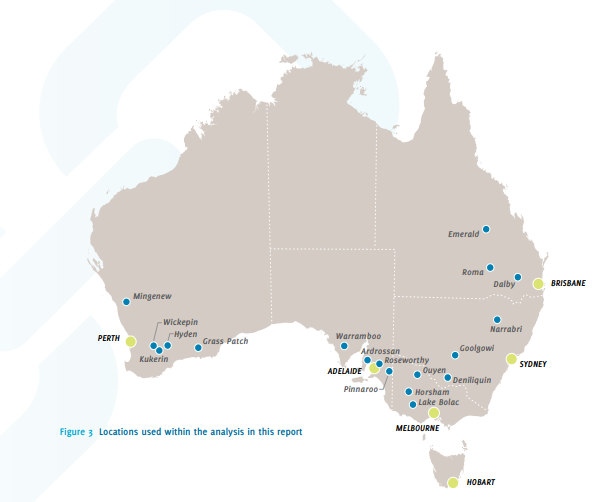 Emerald
Roma
Dalby
BRISBANE
Mingenew
Wickepin
Hyden
PERTH
Kukerin
Grass Patch
Narrabri
Warramboo
Ardrossan
Goolgowi
Roseworthy
SYDNEY
ADELAIDE
Ouyen
Deniliquin
Pinnaroo
Horsham
Lake Bolac
MELBOURNE
Figure 3 Locations used within the analysis in this report
HOBART